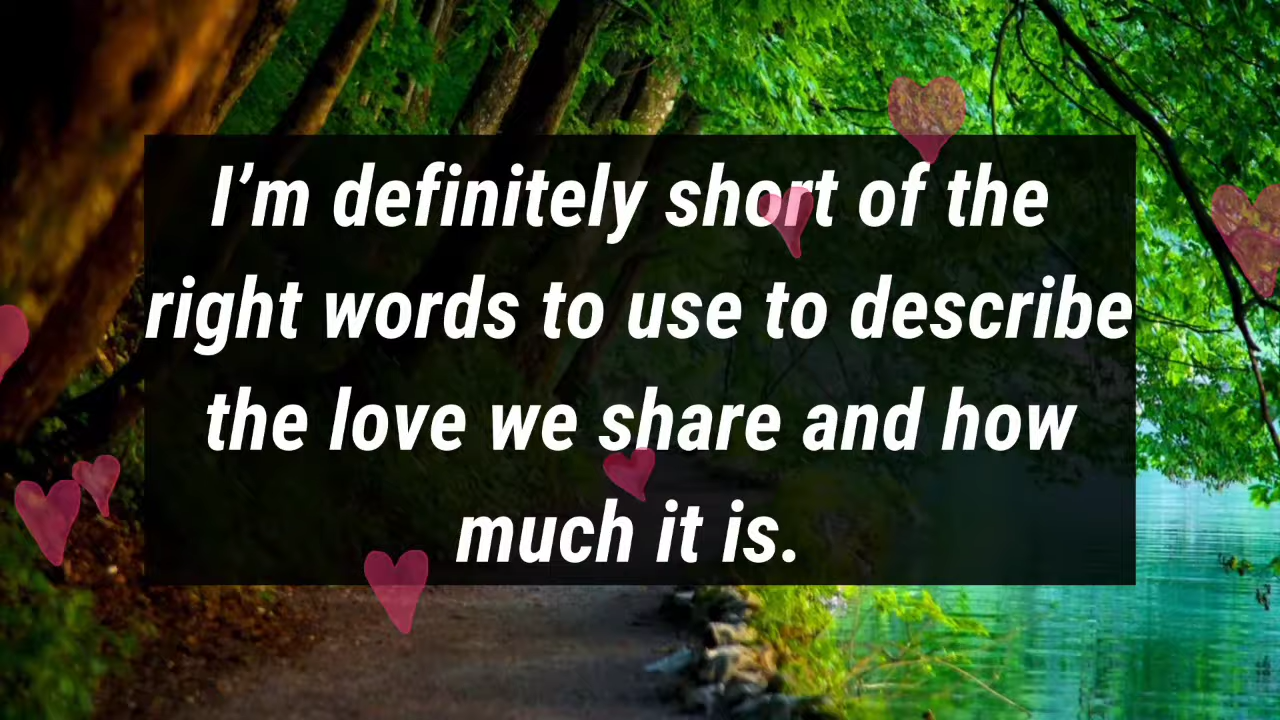 I’m definitely short of the
right words to use to describe
the love we share and how
much it is.